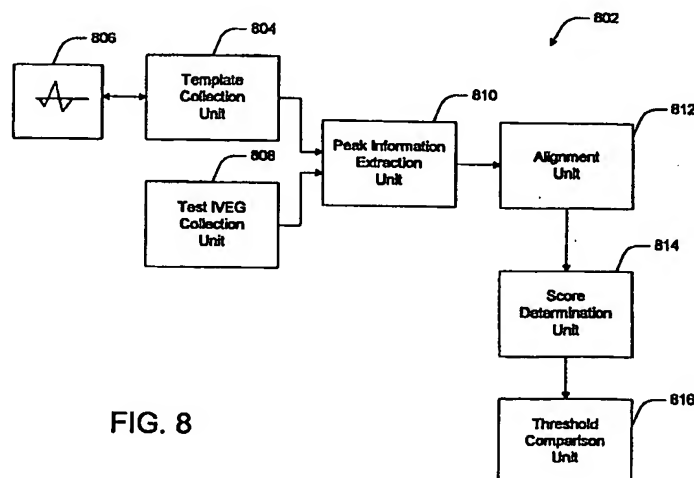 806
804
802
Template
Collection
Unit
810
Peak Information
Extraction
Unit
812
Alignment
Unit
808
Test IVEG
Collection
Unit
814
Score
Determination
Unit
816
Threshold
Comparison
Unit
FIG. 8